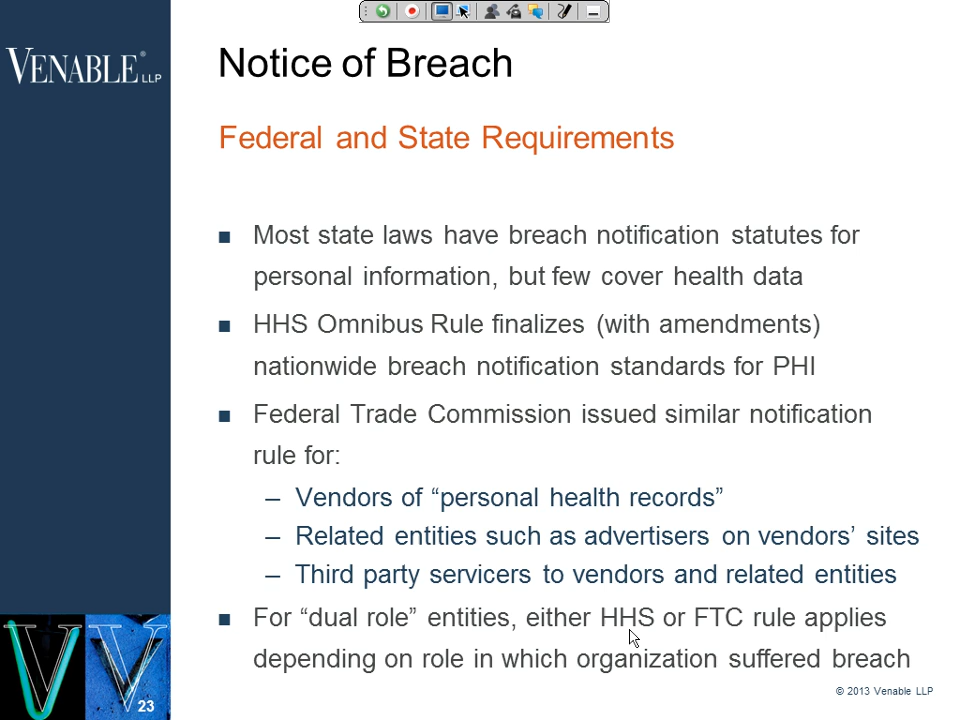 VENABLE® LLP
Notice of Breach
Federal and State Requirements
■ Most state laws have breach notification statutes for
personal information, but few cover health data
■ HHS Omnibus Rule finalizes (with amendments)
nationwide breach notification standards for PHI
■ Federal Trade Commission issued similar notification
rule for:
– Vendors of “personal health records”
– Related entities such as advertisers on vendors’ sites
– Third party servicers to vendors and related entities
■ For “dual role” entities, either HHS or FTC rule applies
depending on role in which organization suffered breach
V V
23
© 2013 Venable LLP